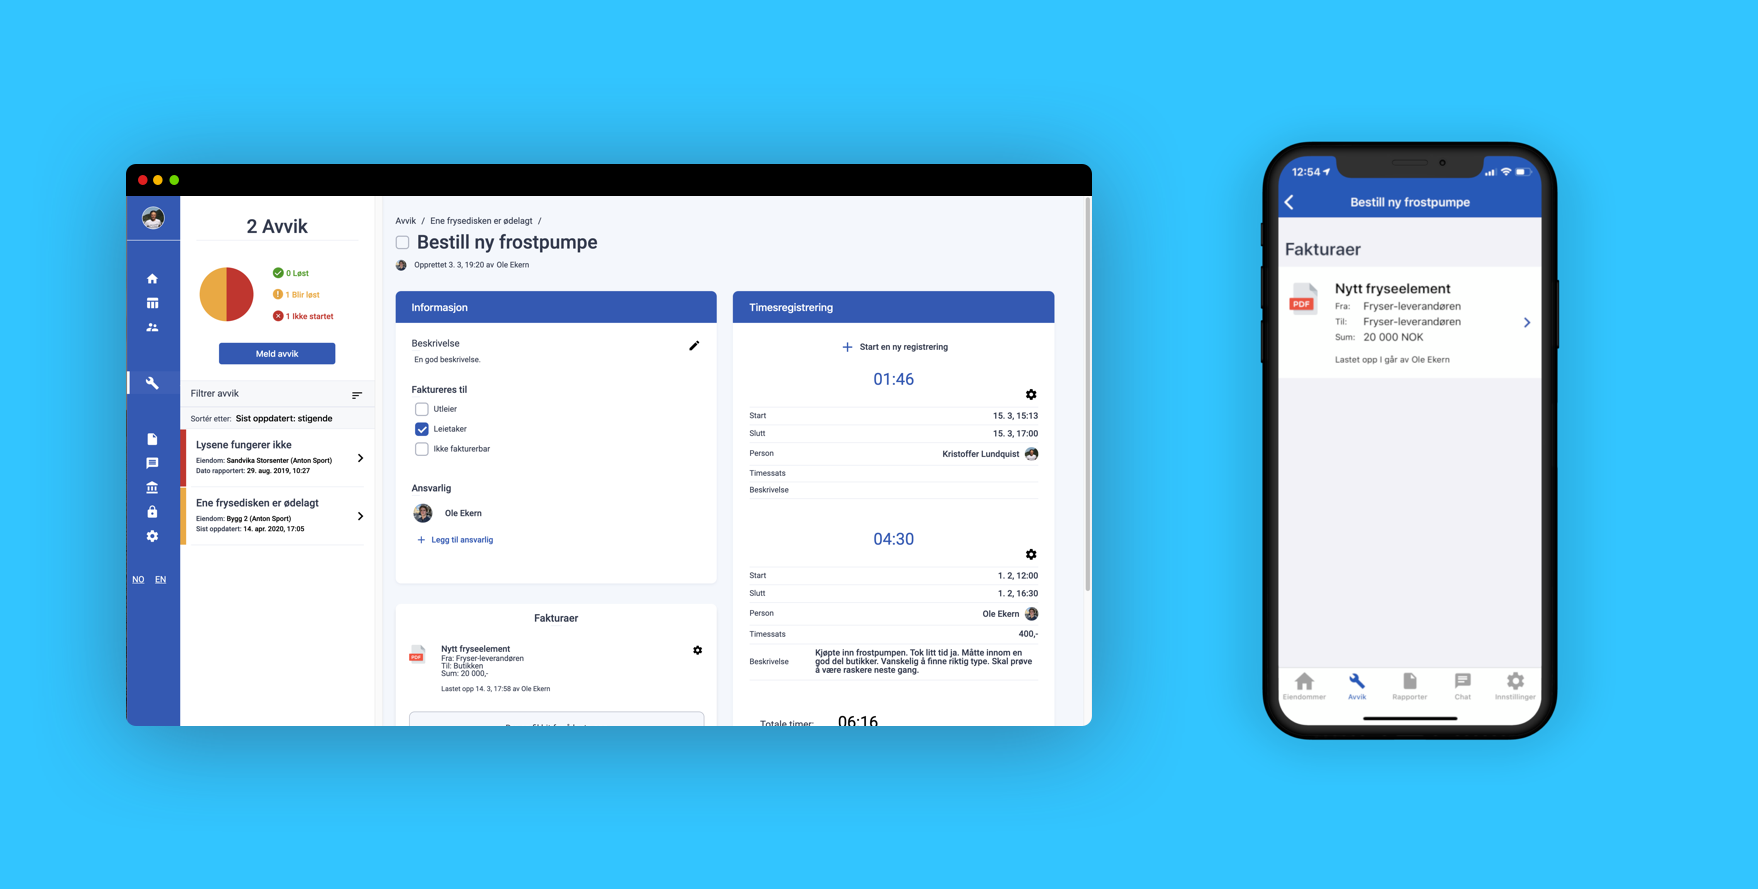 2 Avvik
0 Løst
1 Blir løst
1 Ikke startet
Meld avvik
Filtrer avvik
Sortér etter: Sist oppdatert: stigende
Lysene fungerer ikke
Eiendom: Sandvika Storsenter (Anton Sport)
Dato rapportert: 29. aug. 2019, 10:27
Ene frysedisken er ødelagt
Eiendom: Bygg 2 (Anton Sport)
Sist oppdatert: 14. apr. 2020, 17:05
NO EN
Avvik / Ene frysedisken er ødelagt /
Bestill ny frostpumpe
Opprettet 3. 3, 19:20 av Ole Ekern
Informasjon
Beskrivelse
En god beskrivelse.
Faktureres til
Utleier
Leietaker
Ikke fakturerbar
Ansvarlig
Ole Ekern
+ Legg til ansvarlig
Fakturaer
PDF
Nytt fryseelement
Fra: Fryser-leverandøren
Til: Butikken
Sum: 20 000,-
Lastet opp 14. 3, 17:58 av Ole Ekern
Timesregistrering
+ Start en ny registrering
01:46
Start 15. 3, 15:13
Slutt 15. 3, 17:00
Person Kristoffer Lundquist
Timessats
Beskrivelse
04:30
Start 1. 2, 12:00
Slutt 1. 2, 16:30
Person Ole Ekern
Timessats 400,-
Beskrivelse Kjøpte inn frostpumpen. Tok litt tid ja. Måtte innom en
god del butikker. Vanskelig å finne riktig type. Skal prøve
å være raskere neste gang.
Totale timer: 06:16
12:54
Bestill ny frostpumpe
Fakturaer
PDF
Nytt fryseelement
Fra: Fryser-leverandøren
Til: Fryser-leverandøren
Sum: 20 000 NOK
Lastet opp I går av Ole Ekern
Eiendommer Avvik Rapporter Chat Innstillinger